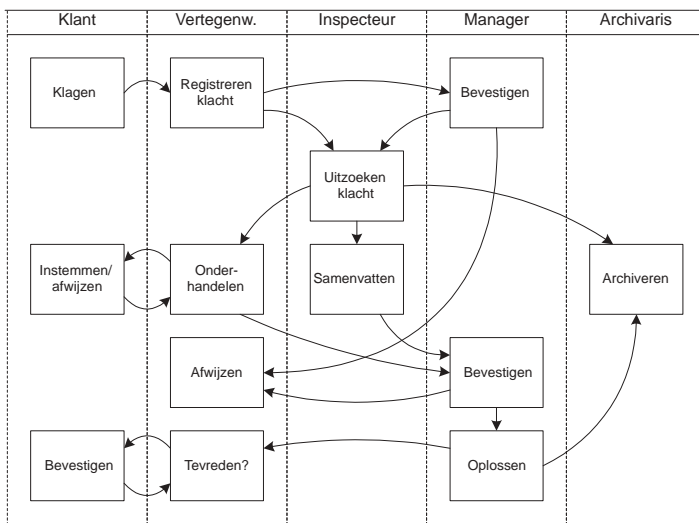 Klant
Vertegenw.
Inspecteur
Manager
Archivaris
Klagen
Registreren
klacht
Bevestigen
Uitzoeken
klacht
Instemmen/
afwijzen
Onder-
handelen
Samenvatten
Archiveren
Afwijzen
Bevestigen
Bevestigen
Tevreden?
Oplossen